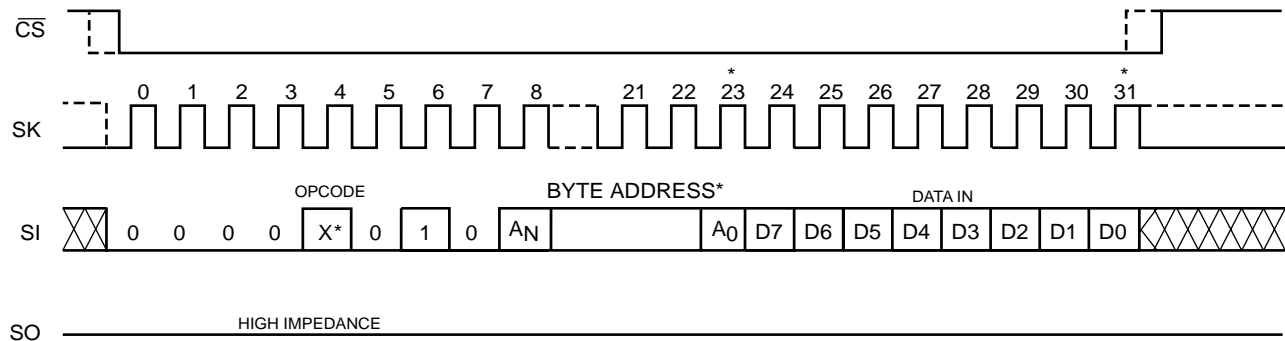 CS
* *
0 1 2 3 4 5 6 7 8 21 22 23 24 25 26 27 28 29 30 31
SK
OPCODE BYTE ADDRESS* DATA IN
SI 0 0 0 0 X* 0 1 0 AN A0 D7 D6 D5 D4 D3 D2 D1 D0
HIGH IMPEDANCE
SO